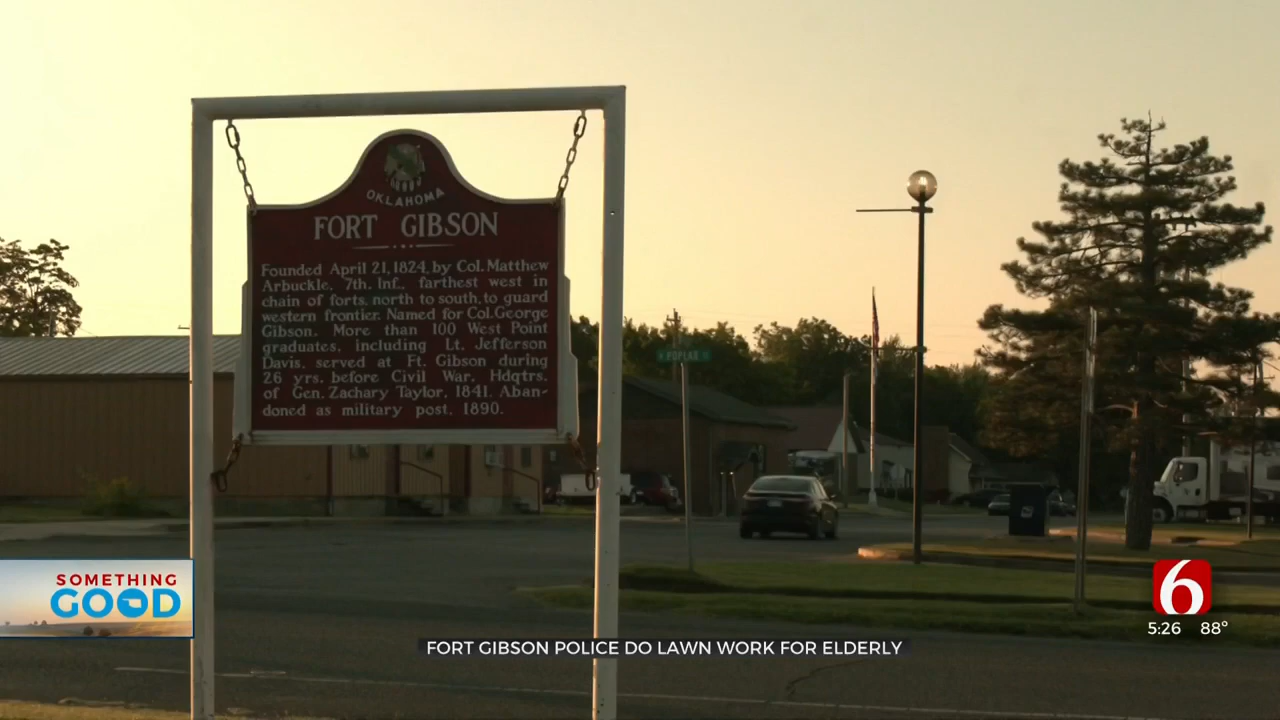 OKLAHOMA
FORT GIBSON
Founded April 21, 1824, by Col. Matthew
Arbuckle, 7th. Inf., farthest west in
chain of forts, north to south, to guard
western frontier. Named for Col. George
Gibson. More than 100 West Point
graduates, including Lt. Jefferson
Davis, served at Ft. Gibson during
26 yrs. before Civil War. Hdqtrs.
of Gen. Zachary Taylor, 1841. Aban-
doned as military post, 1890.
POPLAR
SOMETHING
GOOD
FORT GIBSON POLICE DO LAWN WORK FOR ELDERLY
6
5:26 88°